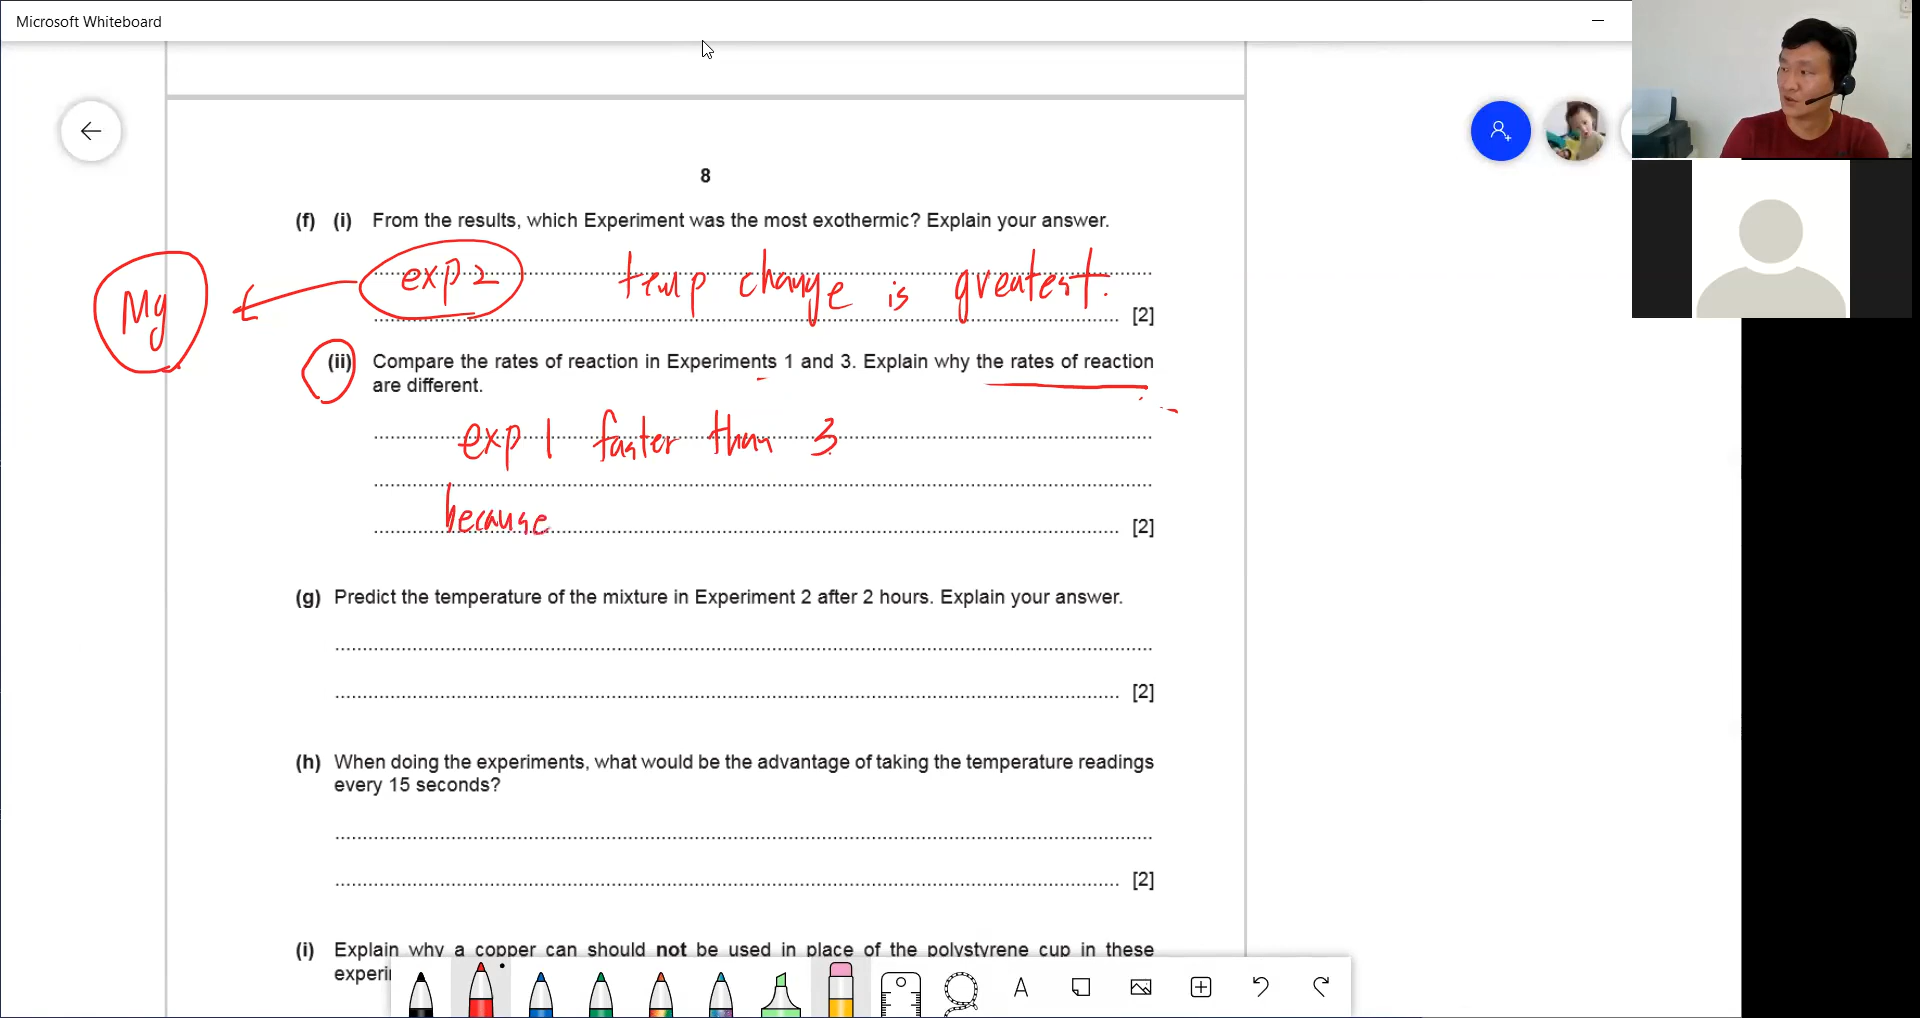 Microsoft Whiteboard
8
(f) (i) From the results, which Experiment was the most exothermic? Explain your answer.
exp 2 temp change is greatest.
Mg
[2]
(ii) Compare the rates of reaction in Experiments 1 and 3. Explain why the rates of reaction
are different.
exp 1 faster than 3
because
[2]
(g) Predict the temperature of the mixture in Experiment 2 after 2 hours. Explain your answer.
[2]
(h) When doing the experiments, what would be the advantage of taking the temperature readings
every 15 seconds?
[2]
(i) Explain why a copper can should not be used in place of the polystyrene cup in these